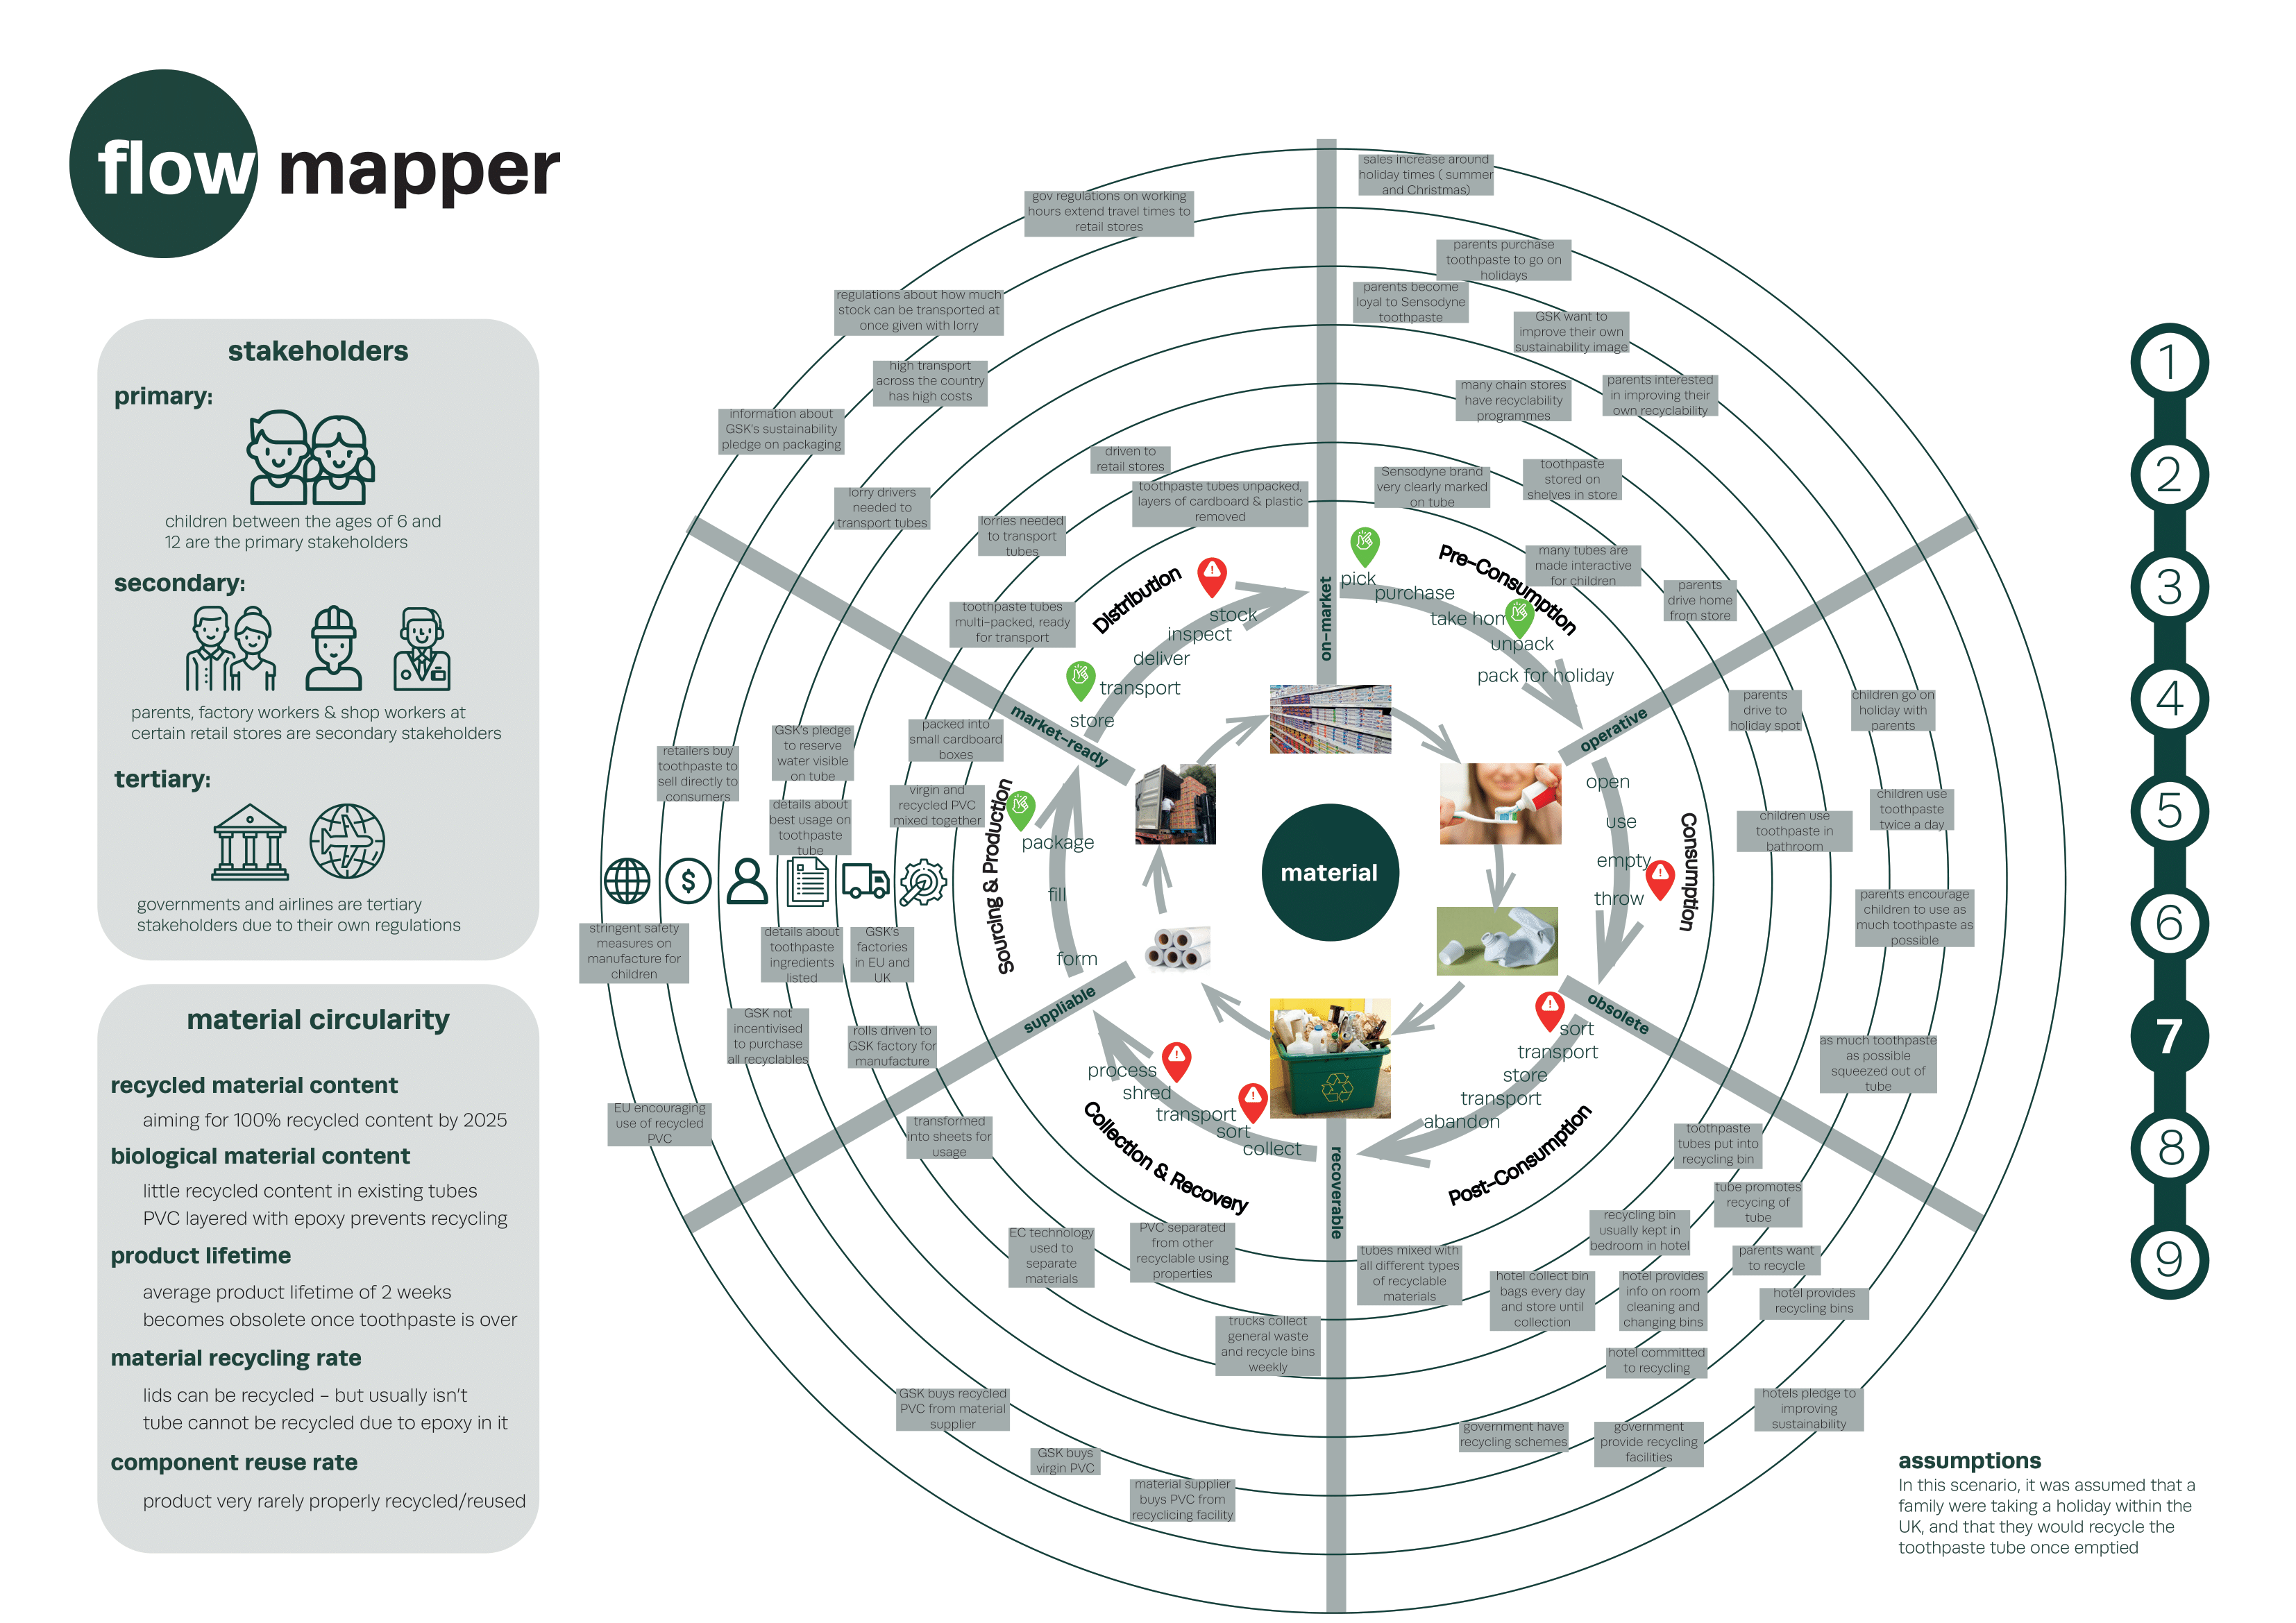 flow mapper
stakeholders
primary:
children between the ages of 6 and
12 are the primary stakeholders
secondary:
parents, factory workers & shop workers at
certain retail stores are secondary stakeholders
tertiary:
governments and airlines are tertiary
stakeholders due to their own regulations
material circularity
recycled material content
aiming for 100% recycled content by 2025
biological material content
little recycled content in existing tubes
PVC layered with epoxy prevents recycling
product lifetime
average product lifetime of 2 weeks
becomes obsolete once toothpaste is over
material recycling rate
lids can be recycled – but usually isn't
tube cannot be recycled due to epoxy in it
component reuse rate
product very rarely properly recycled/reused
gov regulations on working
hours extend travel times to
retail stores
regulations about how much
stock can be transported at
once given with lorry
high transport
across the country
has high costs
information about
GSK's sustainability
pledge on packaging
lorry drivers
needed to
transport tubes
driven to
retail stores
toothpaste tubes unpacked,
layers of cardboard & plastic
removed
lorries needed
to transport
tubes
toothpaste tubes
multi-packed, ready
for transport
Distribution
stock
inspect
deliver
transport
store
on-market
sales increase around
holiday times ( summer
and Christmas)
parents purchase
toothpaste to go on
holidays
parents become
loyal to Sensodyne
toothpaste
GSK want to
improve their own
sustainability image
many chain stores
have recyclability
programmes
parents interested
in improving their
own recyclability
Sensodyne brand
very clearly marked
on tube
toothpaste
stored on
shelves in store
many tubes are
made interactive
for children
parents
drive home
from store
Pre-Consumption
pick
purchase
take hom
unpack
pack for holiday
operative
parents
drive to
holiday spot
children go on
holiday with
parents
children use
toothpaste in
bathroom
children use
toothpaste
twice a day
parents encourage
children to use as
much toothpaste as
possible
as much toothpaste
as possible
squeezed out of
tube
Consumption
open
use
empty
throw
obsolete
sort
transport
store
transport
abandon
Post-Consumption
toothpaste
tubes put into
recycling bin
tube promotes
recycing of
tube
recycling bin
usually kept in
bedroom in hotel
parents want
to recycle
tubes mixed with
all different types
of recyclable
materials
hotel collect bin
bags every day
and store until
collection
hotel provides
info on room
cleaning and
changing bins
hotel provides
recycling bins
hotel committed
to recycling
hotels pledge to
improving
sustainability
government have
recycling schemes
government
provide recycling
facilities
recoverable
process
shred
transport
sort
collect
Collection & Recovery
transformed
into sheets for
usage
EC technology
used to
separate
materials
PVC separated
from other
recyclable using
properties
trucks collect
general waste
and recycle bins
weekly
GSK buys recycled
PVC from material
supplier
GSK buys
virgin PVC
material supplier
buys PVC from
recyclicing facility
EU encouraging
use of recycled
PVC
suppliable
Sourcing & Production
package
fill
form
market-ready
packed into
small cardboard
boxes
virgin and
recycled PVC
mixed together
GSK's pledge
to reserve
water visible
on tube
details about
best usage on
toothpaste
tube
retailers buy
toothpaste to
sell directly to
consumers
$
stringent safety
measures on
manufacture for
children
details about
toothpaste
ingredients
listed
GSK's
factories
in EU and
UK
GSK not
incentivised
to purchase
all recyclables
rolls driven to
GSK factory for
manufacture
material
1
2
3
4
5
6
7
8
9
assumptions
In this scenario, it was assumed that a
family were taking a holiday within the
UK, and that they would recycle the
toothpaste tube once emptied